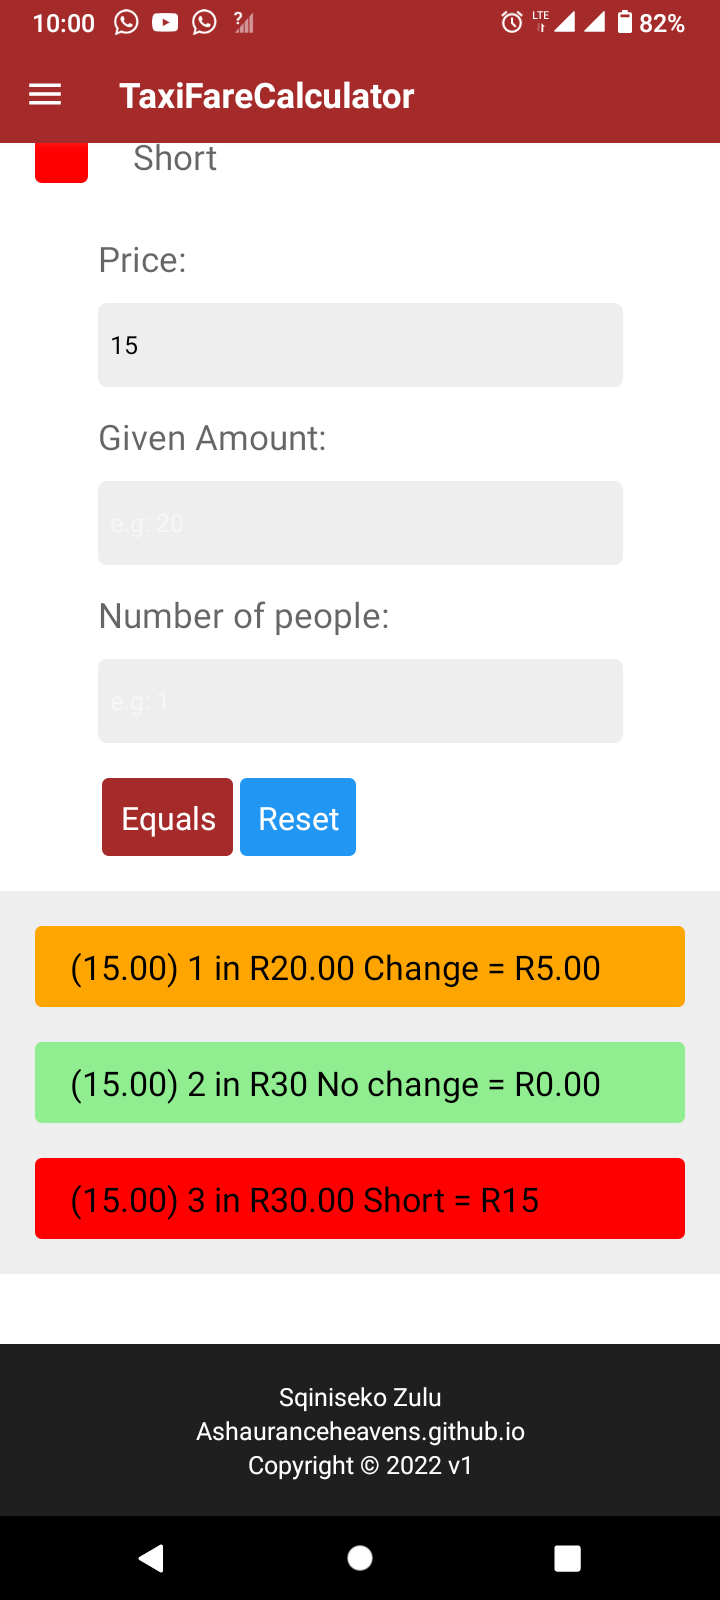 10:00 ? LTE 82%
TaxiFareCalculator
Short
Price:
15
Given Amount:
e.g: 20
Number of people:
e.g: 1
Equals Reset
(15.00) 1 in R20.00 Change = R5.00
(15.00) 2 in R30 No change = R0.00
(15.00) 3 in R30.00 Short = R15
Sqiniseko Zulu
Ashauranceheavens.github.io
Copyright © 2022 v1